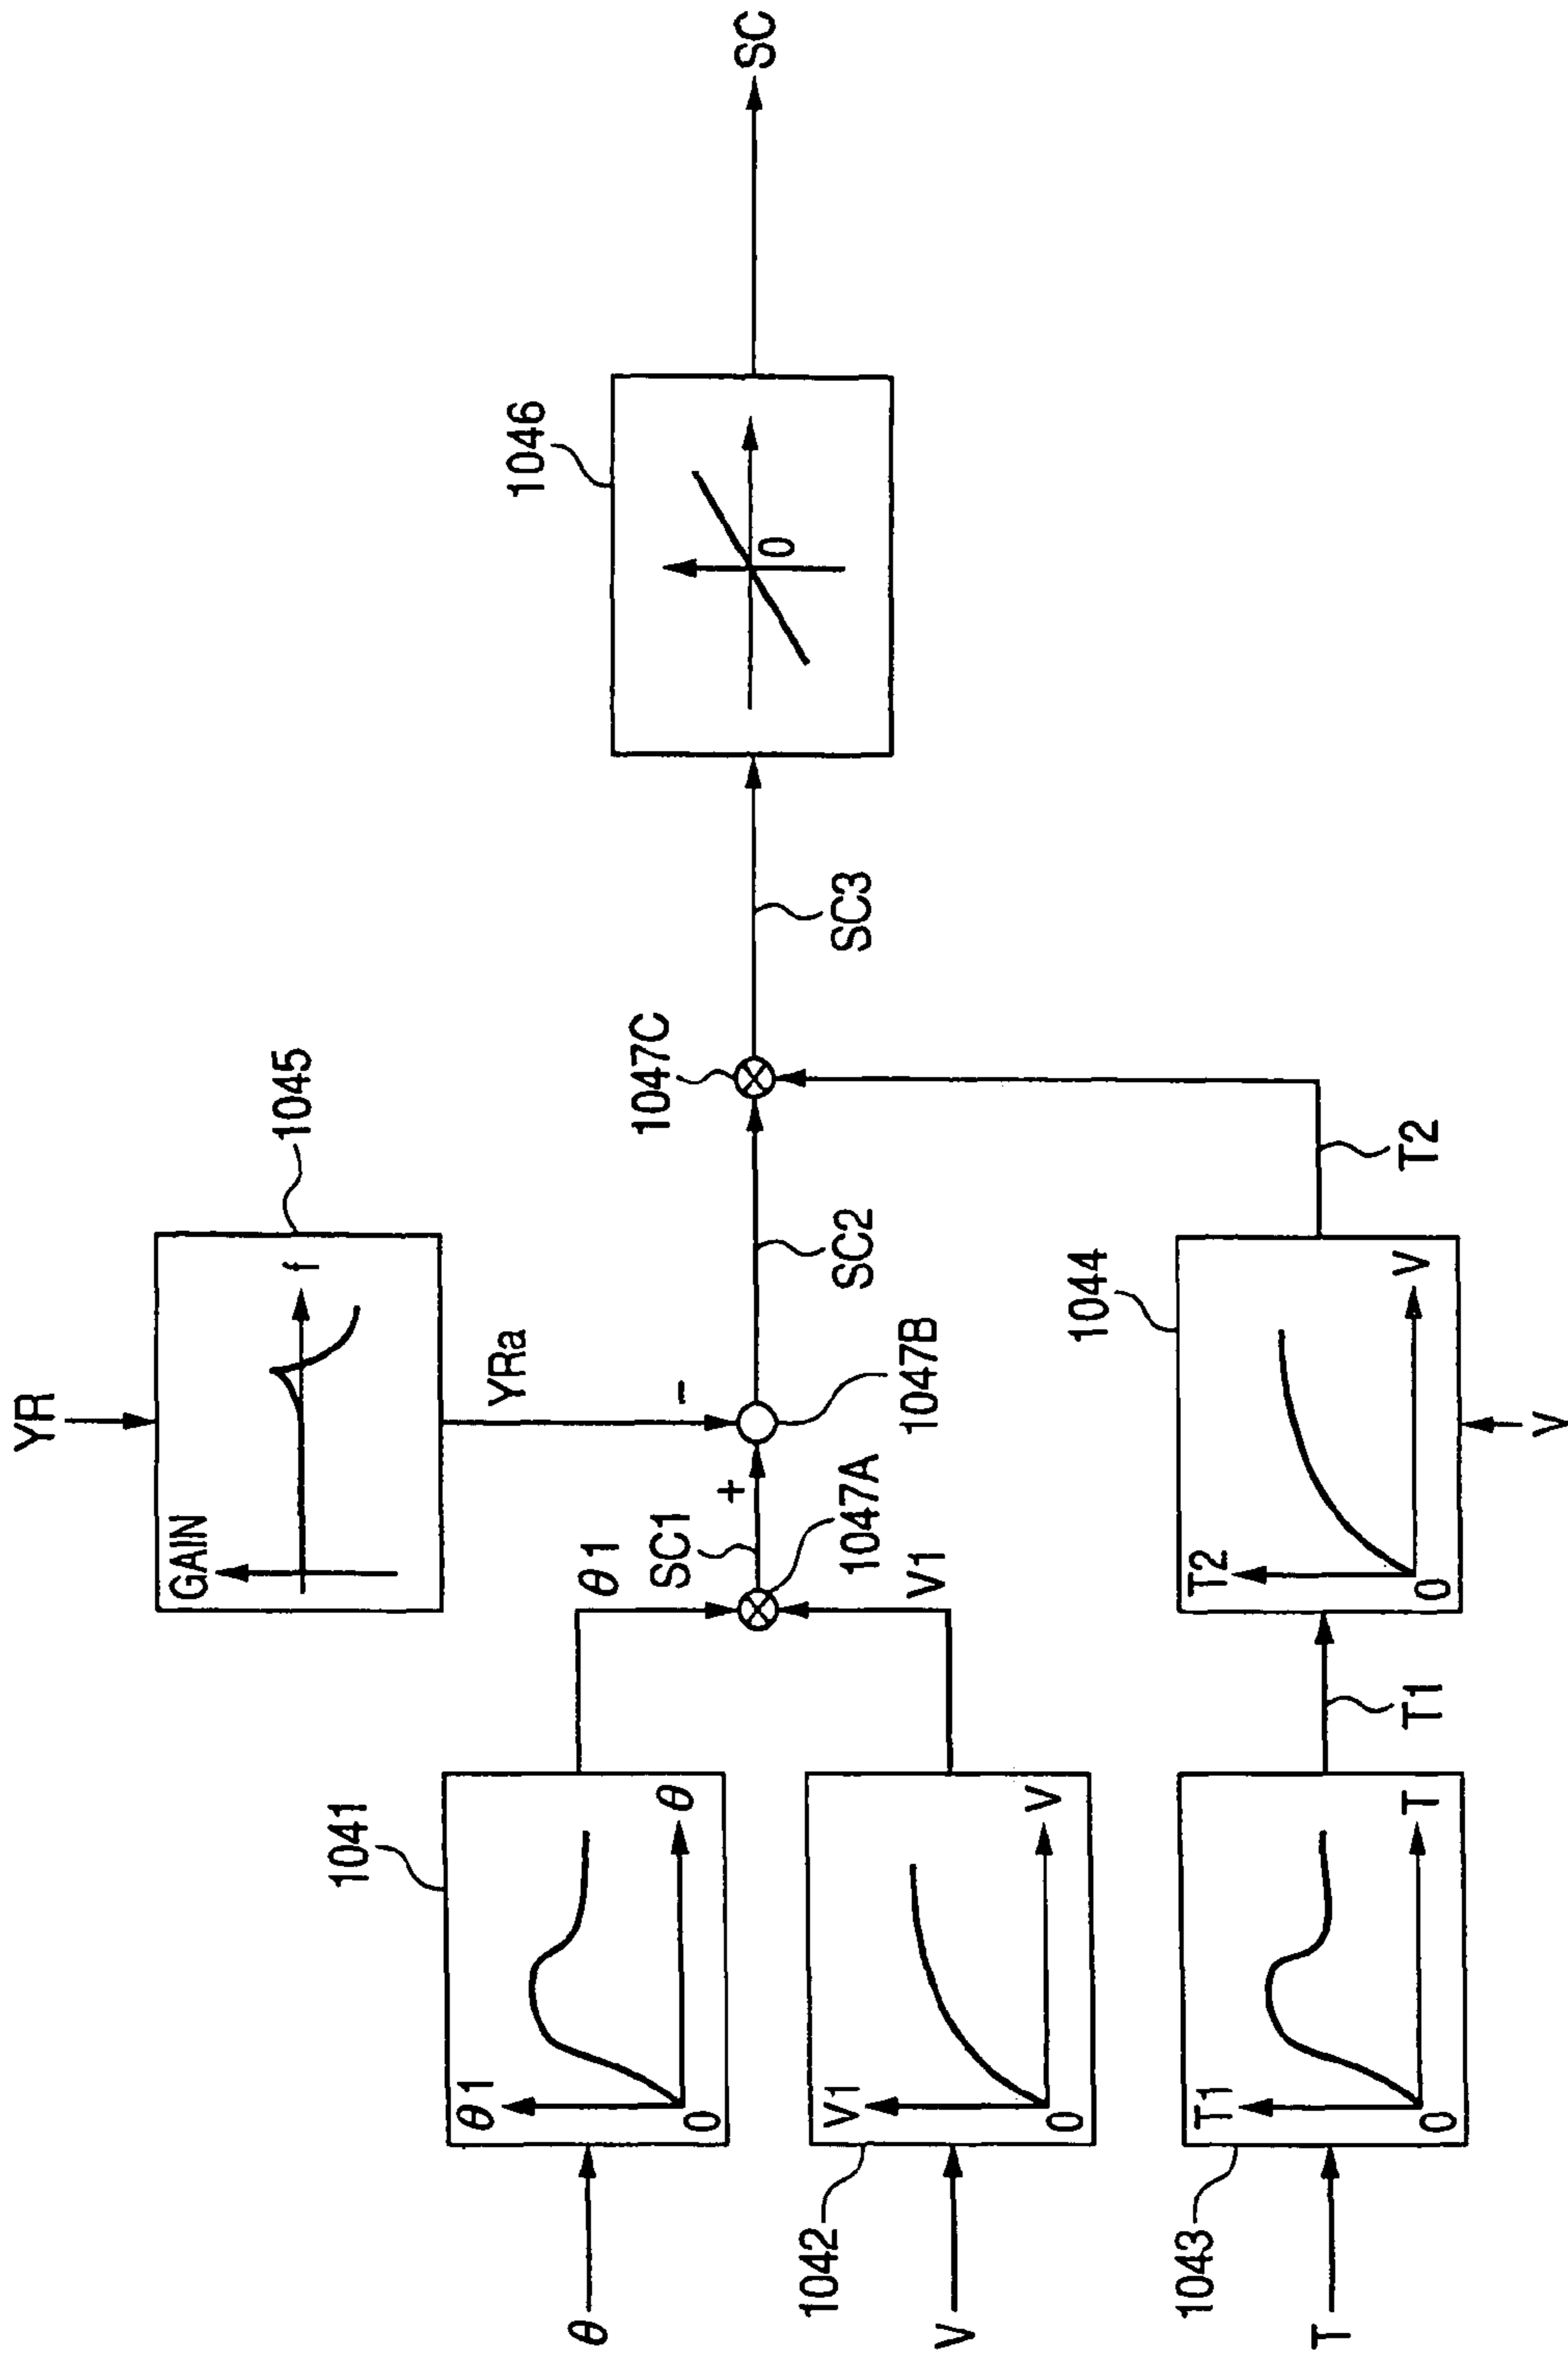 YR
GAIN
f
1045
YRa
θ
1041
θ1
θ
0
θ1
SC1
+
-
1047A
1047B
SC2
1047C
SC3
1046
0
SC
V
1042
V1
V
0
V1
T
1043
T1
T
0
T1
1044
T2
V
0
V
T2